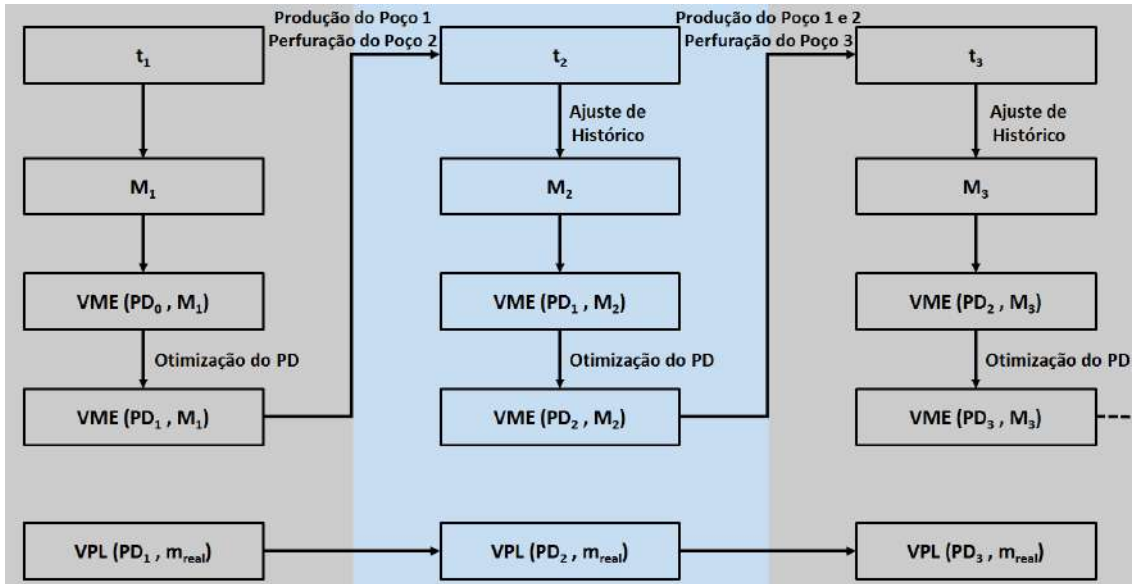 Produção do Poço 1
Perfuração do Poço 2
Produção do Poço 1 e 2
Perfuração do Poço 3
t₁
t₂
t₃
Ajuste de
Histórico
Ajuste de
Histórico
M₁
M₂
M₃
VME (PD₀ , M₁)
VME (PD₁ , M₂)
VME (PD₂ , M₃)
Otimização do PD
Otimização do PD
Otimização do PD
VME (PD₁ , M₁)
VME (PD₂ , M₂)
VME (PD₃ , M₃)
VPL (PD₁ , mreal)
VPL (PD₂ , mreal)
VPL (PD₃ , mreal)